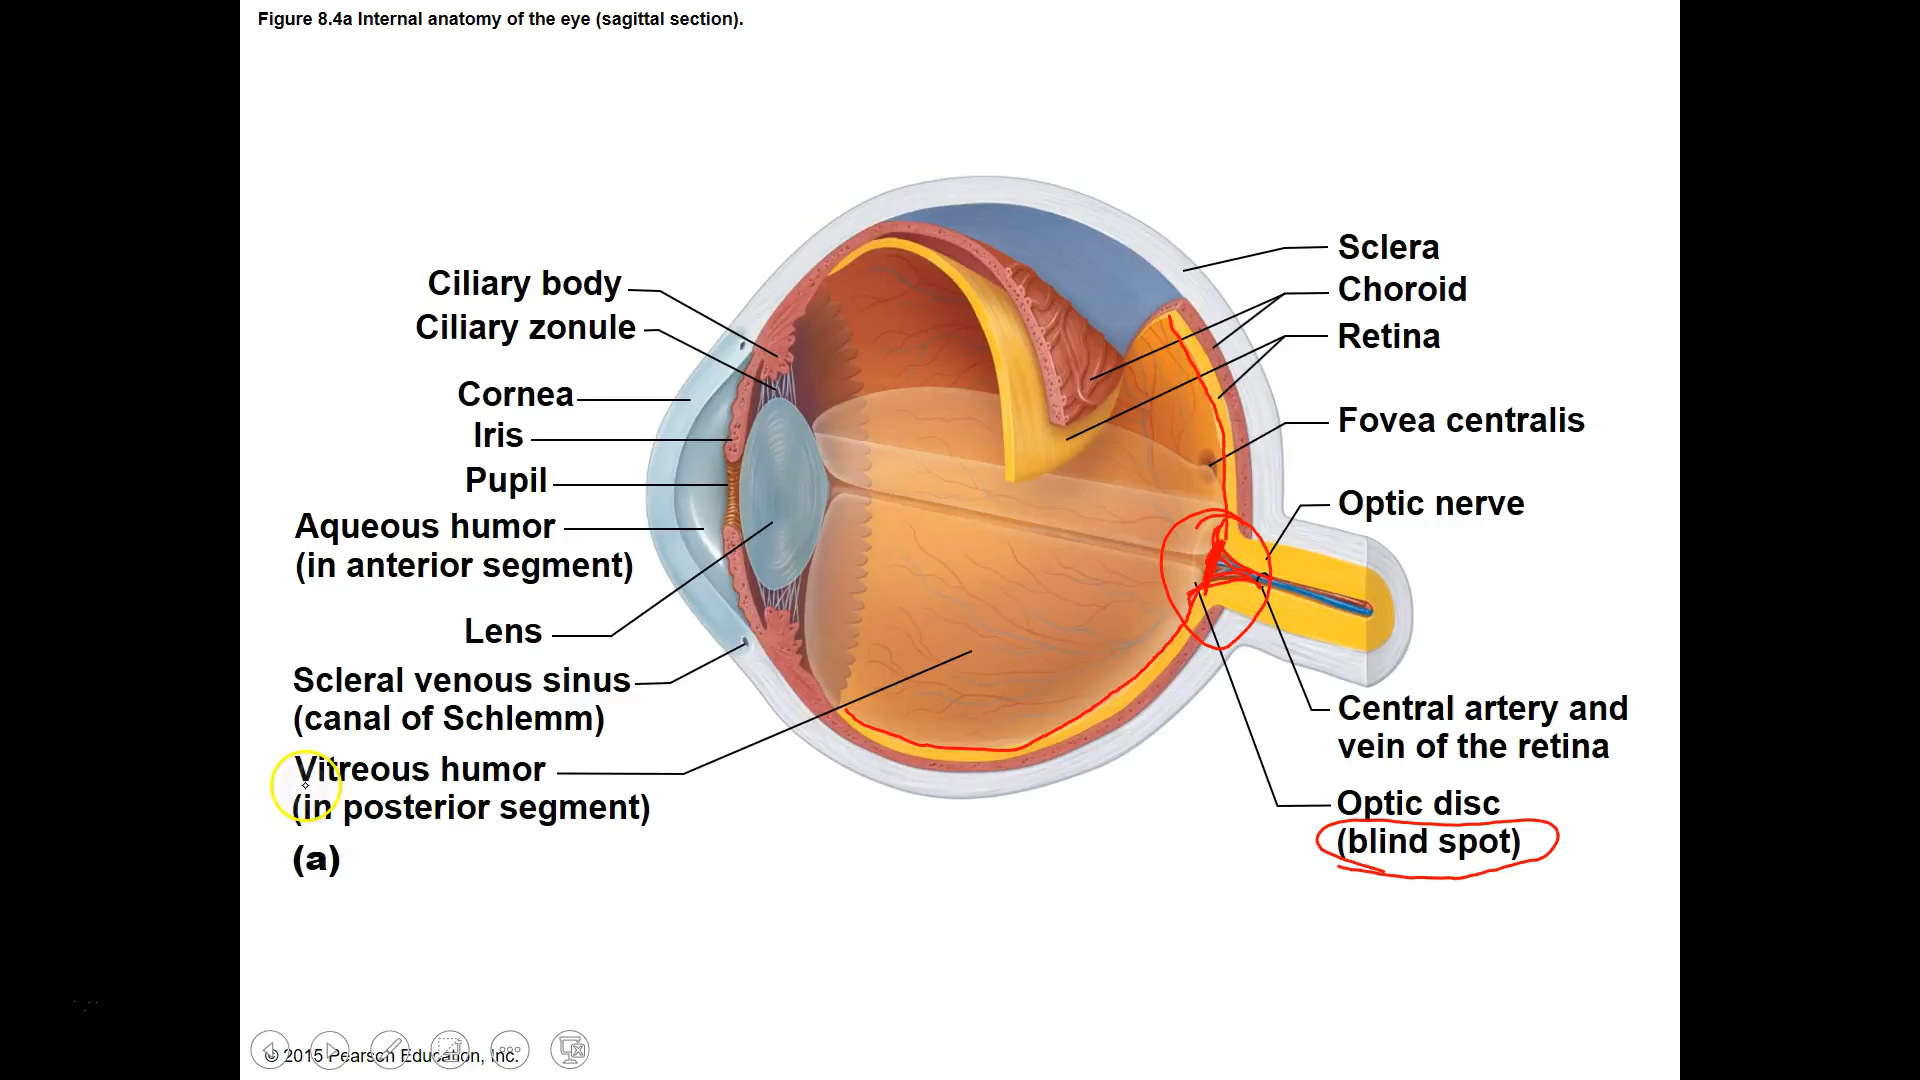 Figure 8.4a Internal anatomy of the eye (sagittal section).
Ciliary body
Ciliary zonule
Cornea
Iris
Pupil
Aqueous humor
(in anterior segment)
Lens
Scleral venous sinus
(canal of Schlemm)
Vitreous humor
(in posterior segment)
(a)
Sclera
Choroid
Retina
Fovea centralis
Optic nerve
Central artery and
vein of the retina
Optic disc
(blind spot)
© 2015 Pearson Education, Inc.